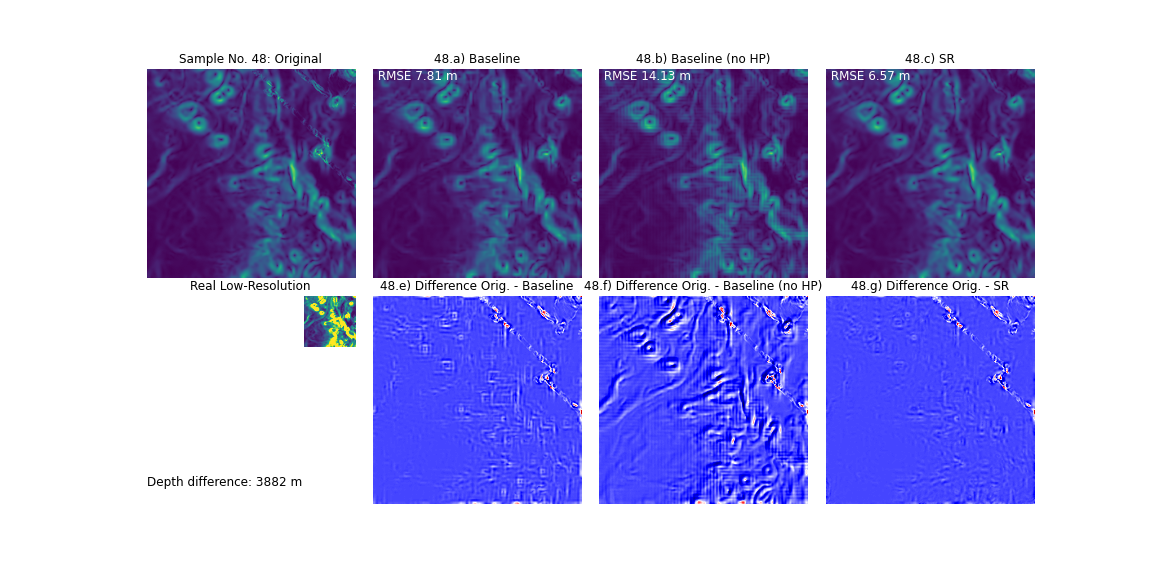 Sample No. 48: Original
48.a) Baseline
48.b) Baseline (no HP)
48.c) SR
RMSE 7.81 m
RMSE 14.13 m
RMSE 6.57 m
Real Low-Resolution
48.e) Difference Orig. - Baseline
48.f) Difference Orig. - Baseline (no HP)
48.g) Difference Orig. - SR
Depth difference: 3882 m